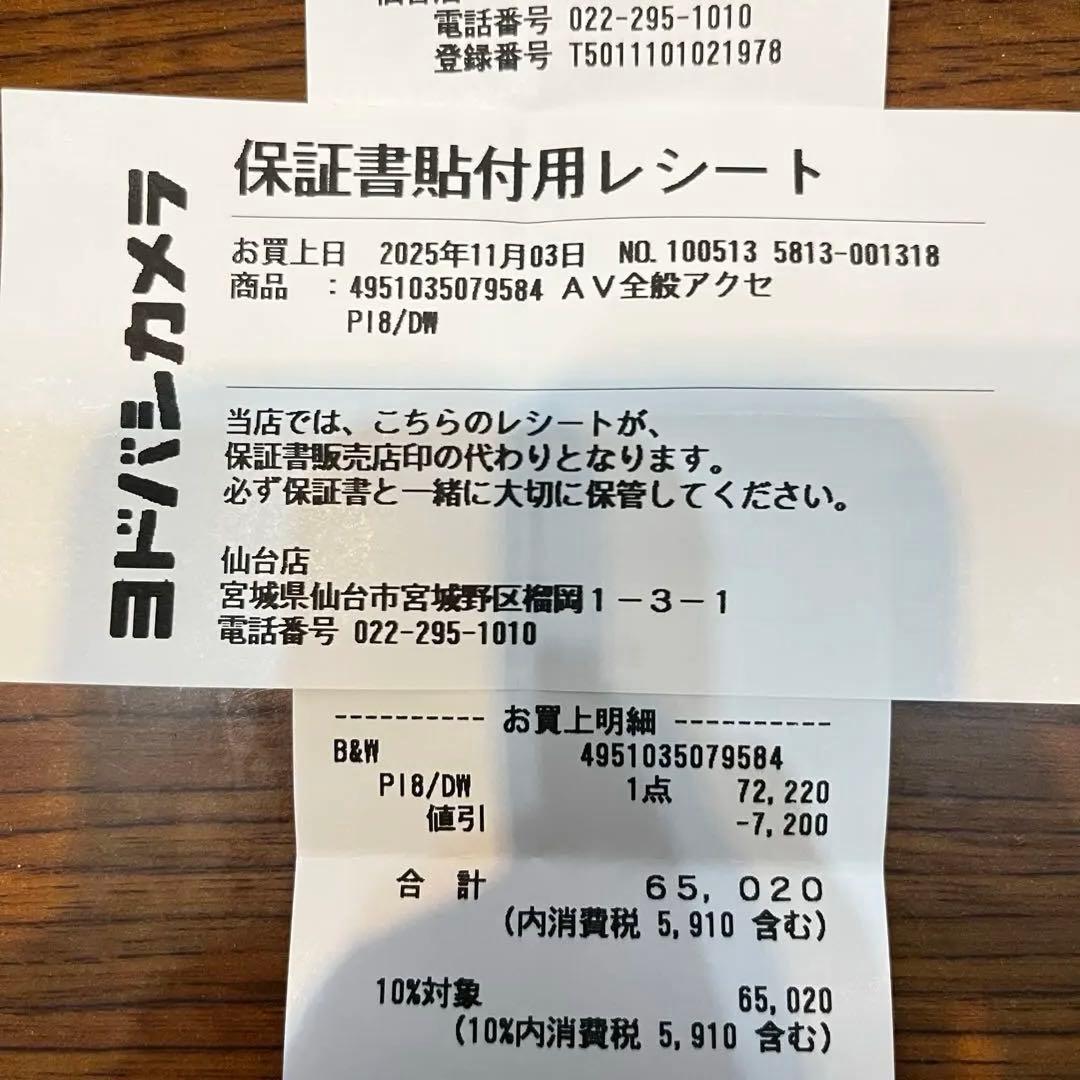 電話番号 022-295-1010
登録番号 T5011101021978
ヨドバシカメラ
保証書貼付用レシート
お買上日 2025年11月03日 NO. 100513 5813-001318
商品 : 4951035079584 AV全般アクセ
PI8/DW
当店では、こちらのレシートが、
保証書販売店印の代わりとなります。
必ず保証書と一緒に大切に保管してください。
仙台店
宮城県仙台市宮城野区榴岡1-3-1
電話番号 022-295-1010
---------- お買上明細 ----------
B&W 4951035079584
PI8/DW 1点 72,220
値引 -7,200
合 計 65,020
(内消費税 5,910 含む)
10%対象 65,020
(10%内消費税 5,910 含む)